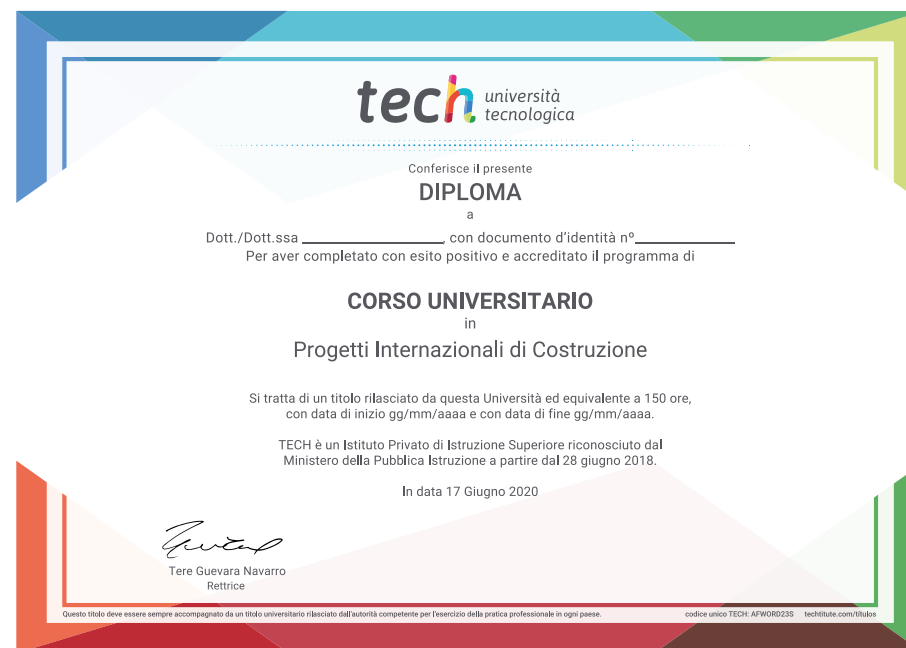 tech università
tecnologica
Conferisce il presente
DIPLOMA
a
Dott./Dott.ssa ____________________, con documento d'identità nº______________
Per aver completato con esito positivo e accreditato il programma di
CORSO UNIVERSITARIO
in
Progetti Internazionali di Costruzione
Si tratta di un titolo rilasciato da questa Università ed equivalente a 150 ore,
con data di inizio gg/mm/aaaa e con data di fine gg/mm/aaaa.
TECH è un Istituto Privato di Istruzione Superiore riconosciuto dal
Ministero della Pubblica Istruzione a partire dal 28 giugno 2018.
In data 17 Giugno 2020
Tere Guevara Navarro
Rettrice
Questo titolo deve essere sempre accompagnato da un titolo universitario rilasciato dall'autorità competente per l'esercizio della pratica professionale in ogni paese. codice unico TECH: AFWORD23S techtitute.com/títulos